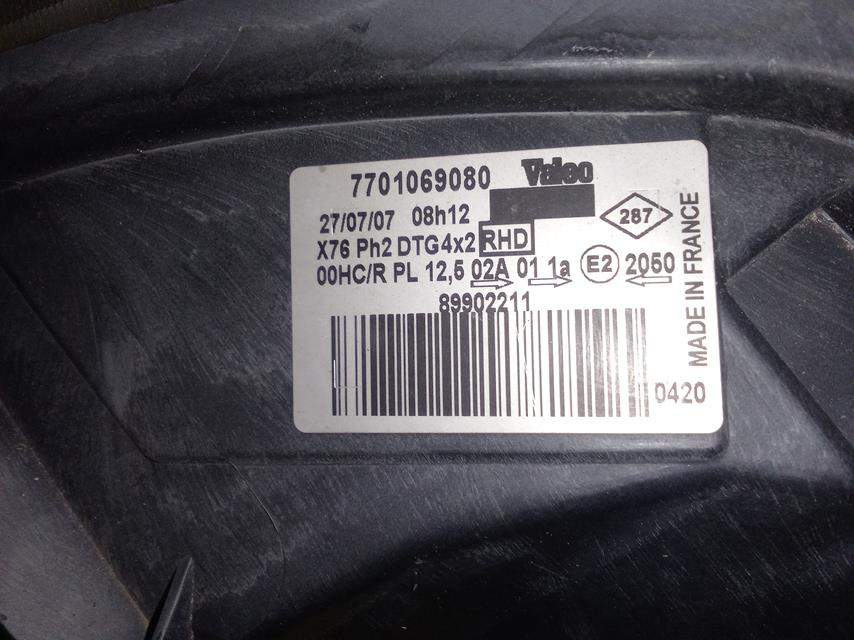 7701069080 Valeo
27/07/07 08h12
287
X76 Ph2 DTG4x2 RHD
00HC/R PL 12,5 02A 01 1a E2 2050
89902211
0420
MADE IN FRANCE